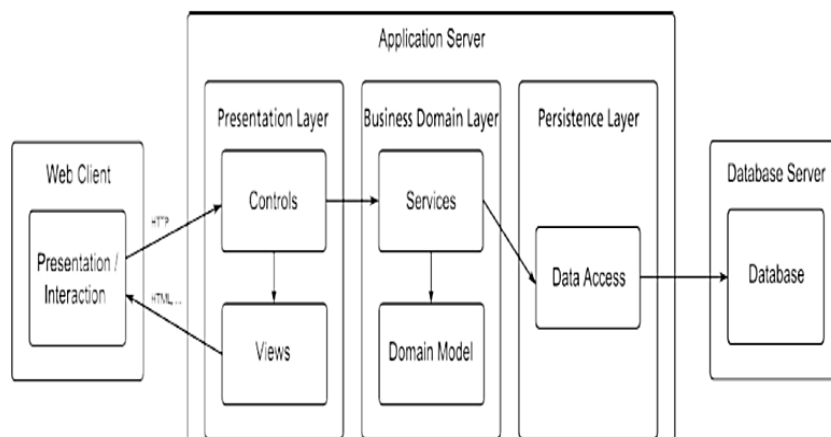 Application Server
Presentation Layer
Business Domain Layer
Persistence Layer
Web Client
Database Server
Controls
Services
HTTP
Presentation /
Interaction
Data Access
Database
HTML, ...
Views
Domain Model